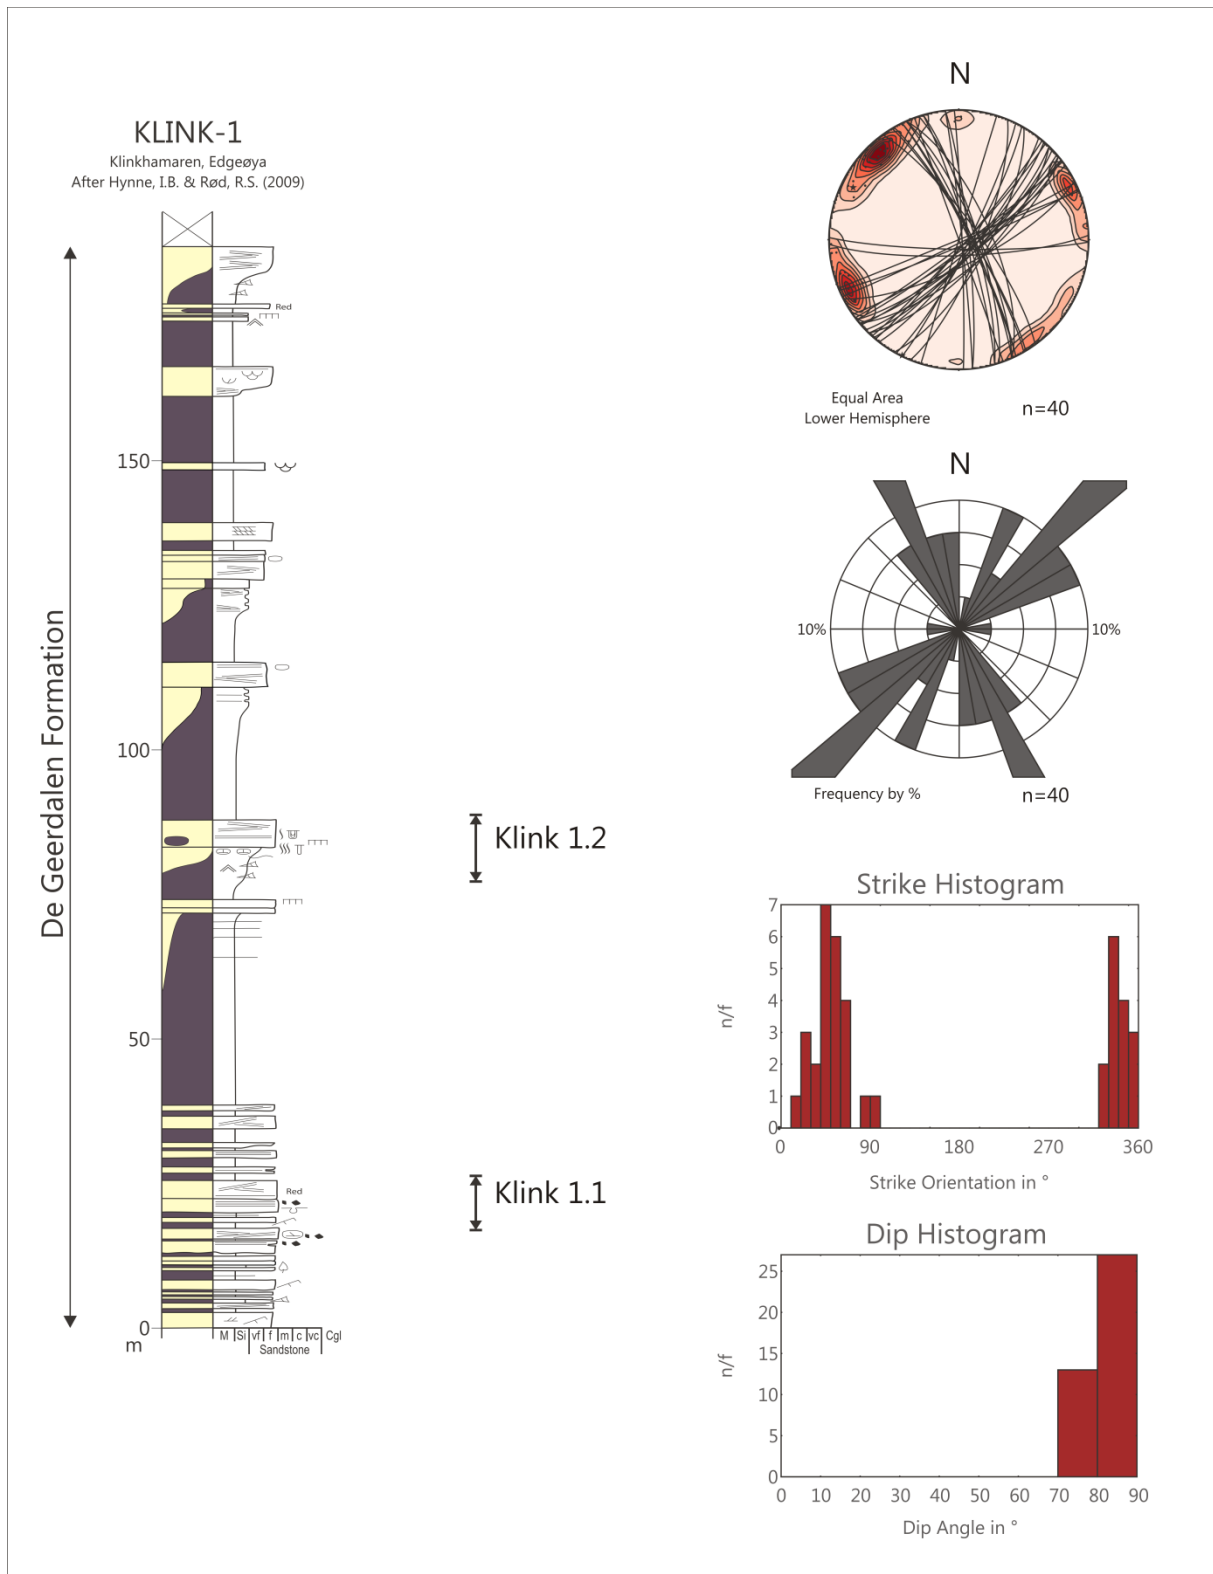 KLINK-1
Klinkhamaren, Edgeøya
After Hynne, I.B. & Rød, R.S. (2009)
De Geerdalen Formation
Red
150
100
50
Red
0
m
M Si vf f m c vc Cgl
Sandstone
Klink 1.2
Klink 1.1
N
Equal Area
Lower Hemisphere
n=40
N
10%
10%
Frequency by %
n=40
Strike Histogram
7
6
5
4
3
2
1
0
n/f
0 90 180 270 360
Strike Orientation in °
Dip Histogram
25
20
15
10
5
0
n/f
0 10 20 30 40 50 60 70 80 90
Dip Angle in °